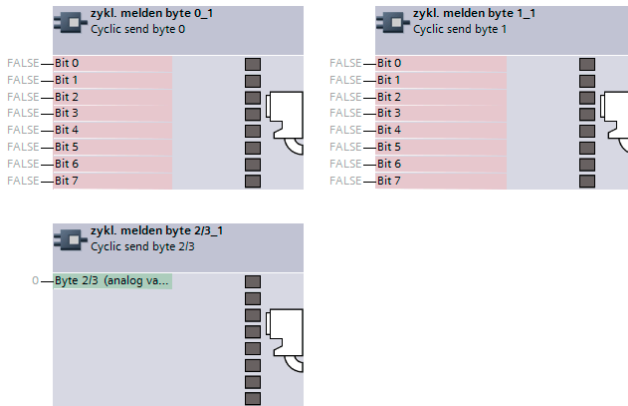 zykl. melden byte 0_1
Cyclic send byte 0
FALSE Bit 0
FALSE Bit 1
FALSE Bit 2
FALSE Bit 3
FALSE Bit 4
FALSE Bit 5
FALSE Bit 6
FALSE Bit 7
zykl. melden byte 1_1
Cyclic send byte 1
FALSE Bit 0
FALSE Bit 1
FALSE Bit 2
FALSE Bit 3
FALSE Bit 4
FALSE Bit 5
FALSE Bit 6
FALSE Bit 7
zykl. melden byte 2/3_1
Cyclic send byte 2/3
0 Byte 2/3 (analog va...